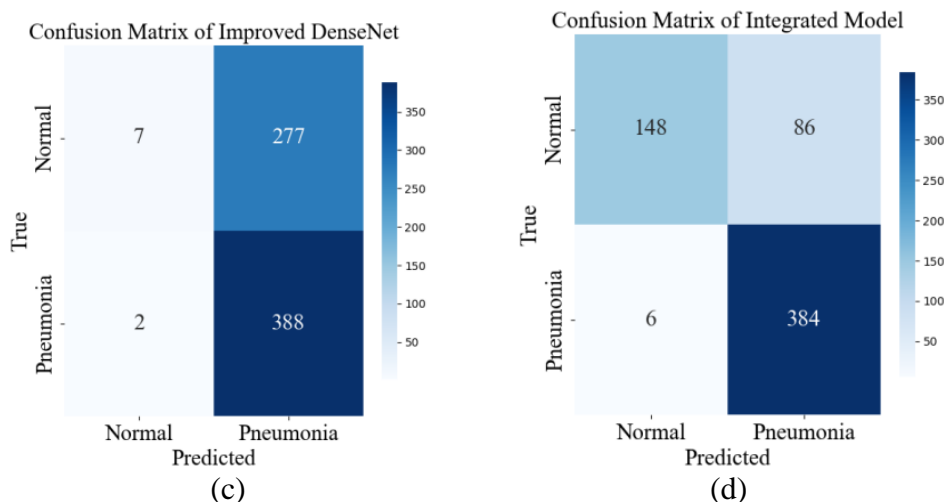 Confusion Matrix of Improved DenseNet
Normal
Pneumonia
True
7 277
2 388
350
300
250
200
150
100
50
Normal Pneumonia
Predicted
(c)
Confusion Matrix of Integrated Model
Normal
Pneumonia
True
148 86
6 384
350
300
250
200
150
100
50
Normal Pneumonia
Predicted
(d)